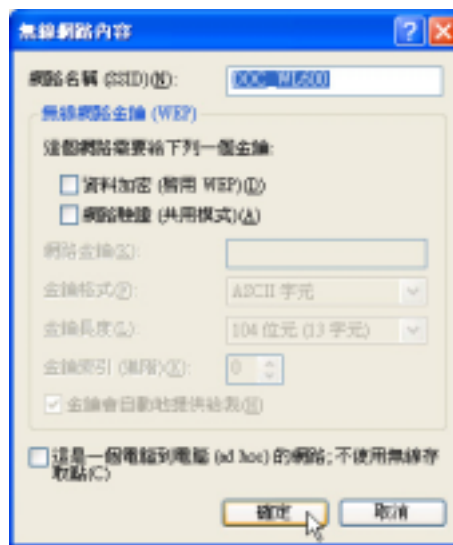 無線網路內容
網路名稱 (SSID)(N):
DOC_WL600
無線網路金鑰 (WEP)
這個網路需要給下列一個金鑰:
資料加密 (啓用 WEP)(D)
網路驗證 (共用模式)(A)
網路金鑰(K):
金鑰格式(F):
ASCII 字元
金鑰長度(L):
104 位元 (13 字元)
金鑰索引 (進階)(X):
0
金鑰會自動地提供給我(H)
這是一個電腦到電腦 (ad hoc) 的網路;不使用無線存
取點(C)
確定
取消